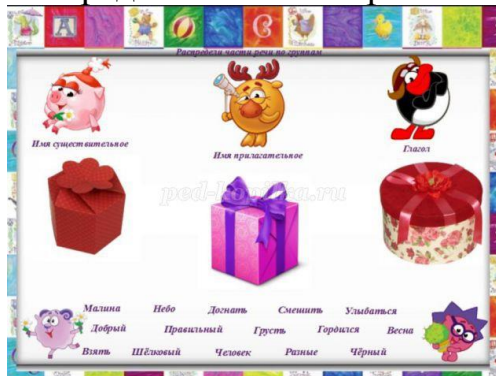 Распредели части речи по группам
Имя существительное
Имя прилагательное
Глагол
ped-kopilka.ru
Малина Небо Догнать Смешить Улыбаться
Добрый Правильный Грусть Гордился Весна
Взять Шёлковый Человек Разные Чёрный